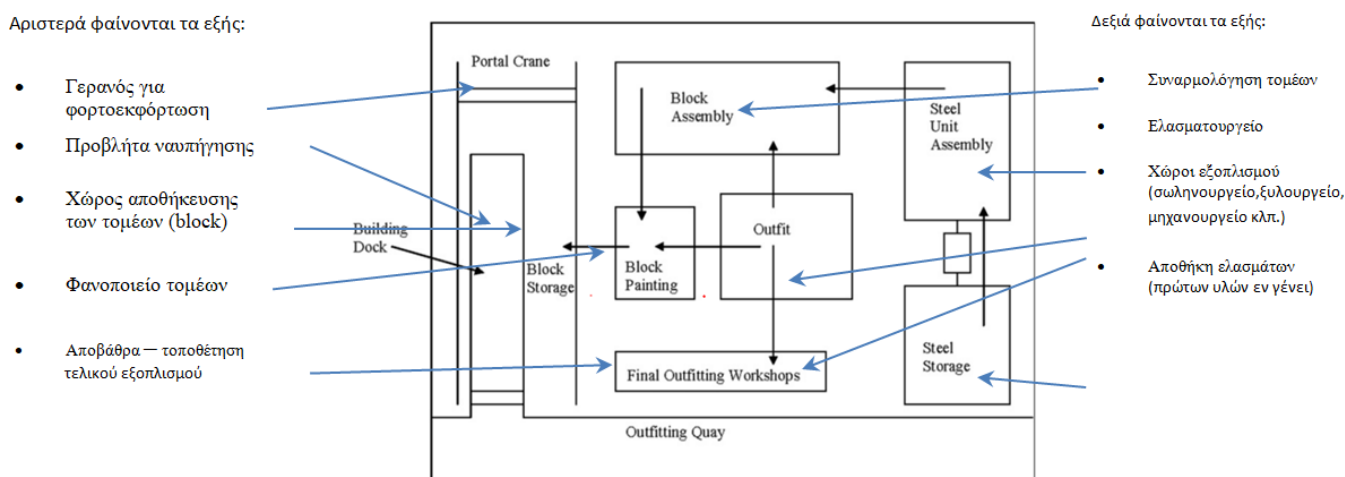 Αριστερά φαίνονται τα εξής:
• Γερανός για
φορτοεκφόρτωση
• Προβλήτα ναυπήγησης
• Χώρος αποθήκευσης
των τομέων (block)
• Φανοποιείο τομέων
• Αποβάθρα — τοποθέτηση
τελικού εξοπλισμού
Portal Crane
Block
Assembly
Steel
Unit
Assembly
Building
Dock
Block
Storage
Block
Painting
Outfit
Steel
Storage
Final Outfitting Workshops
Outfitting Quay
Δεξιά φαίνονται τα εξής:
• Συναρμολόγηση τομέων
• Ελασματουργείο
• Χώροι εξοπλισμού
(σωληνουργείο,ξυλουργείο,
μηχανουργείο κλπ.)
• Αποθήκη ελασμάτων
(πρώτων υλών εν γένει)